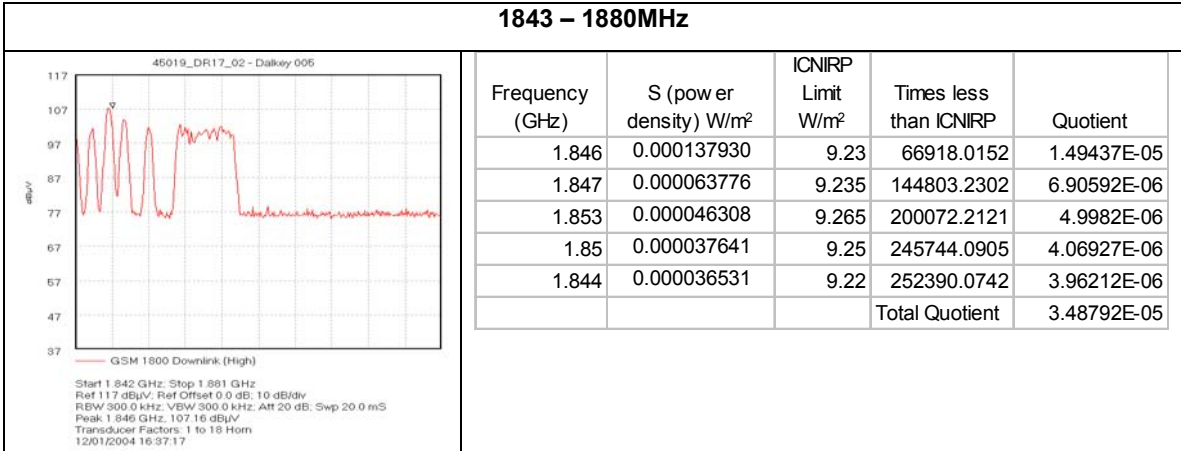 1843 – 1880MHz
45019_DR17_02 - Dalkey 005
117
107
97
87
77
67
57
47
37
dBµV
GSM 1800 Downlink (High)
Start 1.842 GHz; Stop 1.881 GHz
Ref 117 dBµV; Ref Offset 0.0 dB; 10 dB/div
RBW 300.0 kHz; VBW 300.0 kHz; Att 20 dB; Swp 20.0 mS
Peak 1.846 GHz, 107.16 dBµV
Transducer Factors: 1 to 18 Horn
12/01/2004 16:37:17
Frequency (GHz) S (pow er density) W/m² ICNIRP Limit W/m² Times less than ICNIRP Quotient
1.846 0.000137930 9.23 66918.0152 1.49437E-05
1.847 0.000063776 9.235 144803.2302 6.90592E-06
1.853 0.000046308 9.265 200072.2121 4.9982E-06
1.85 0.000037641 9.25 245744.0905 4.06927E-06
1.844 0.000036531 9.22 252390.0742 3.96212E-06
Total Quotient 3.48792E-05